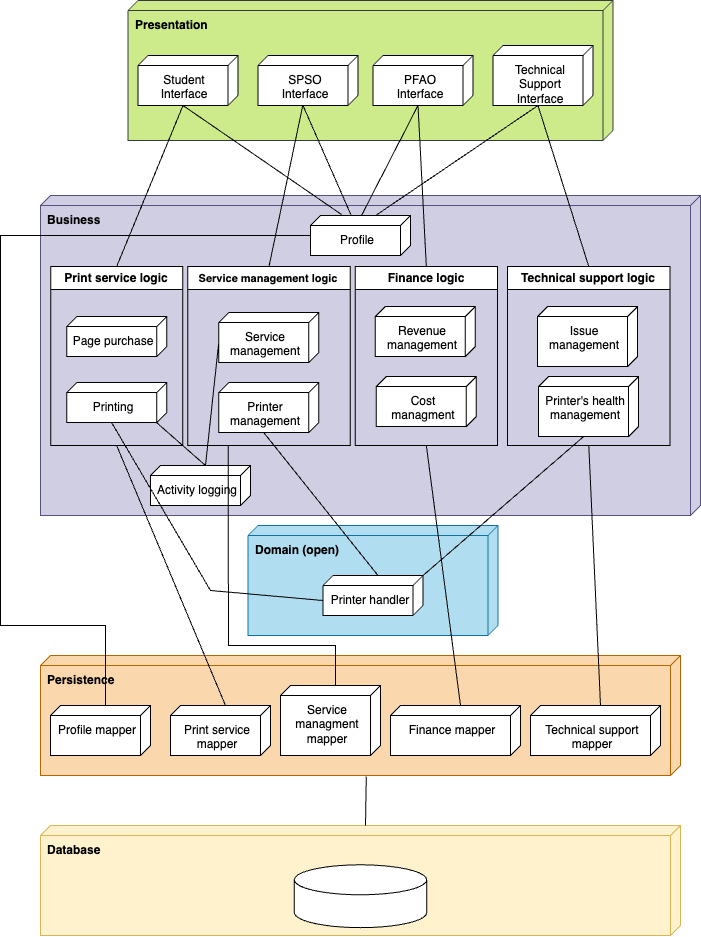 Presentation
Student
Interface
SPSO
Interface
PFAO
Interface
Technical
Support
Interface
Business
Profile
Print service logic
Service management logic
Finance logic
Technical support logic
Page purchase
Service
management
Revenue
management
Issue
management
Printing
Printer
management
Cost
managment
Printer's health
management
Activity logging
Domain (open)
Printer handler
Persistence
Profile mapper
Print service
mapper
Service
managment
mapper
Finance mapper
Technical support
mapper
Database